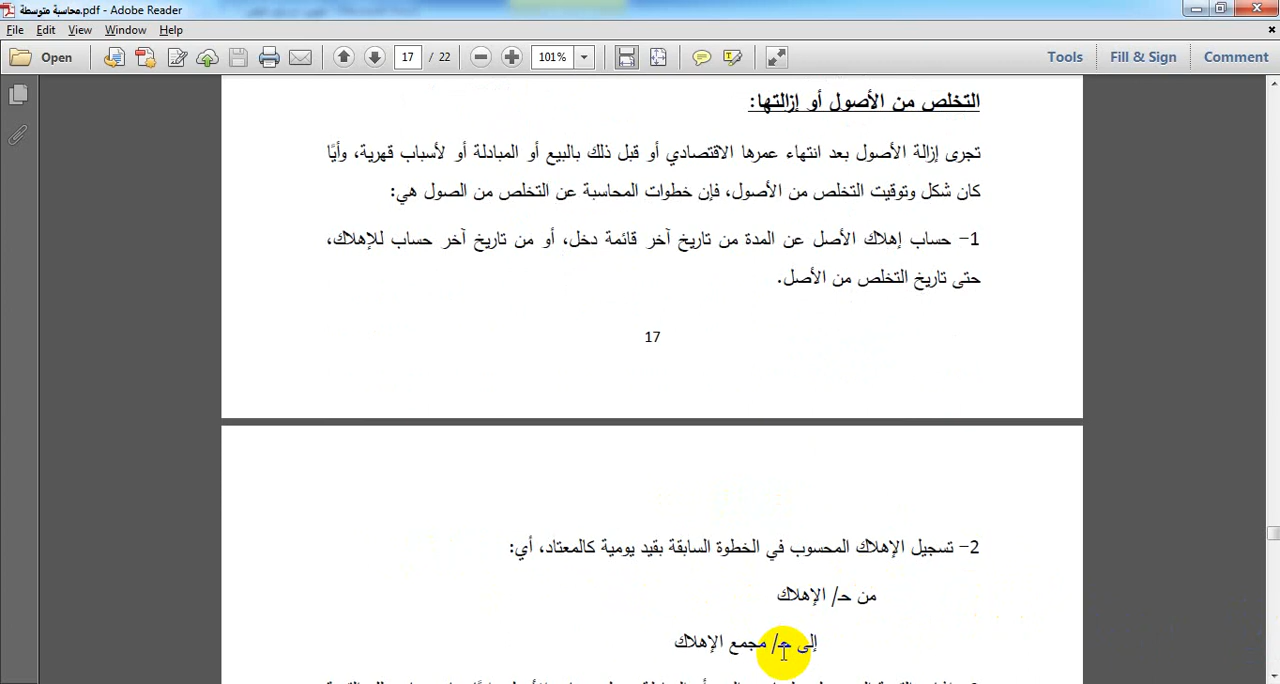 محاسبة متوسطة.pdf - Adobe Reader
File Edit View Window Help
Open 17 / 22 101% Tools Fill & Sign Comment
التخلص من الأصول أو إزالتها:
تجرى إزالة الأصول بعد انتهاء عمرها الاقتصادي أو قبل ذلك بالبيع أو المبادلة أو لأسباب قهرية، وأيًا
كان شكل وتوقيت التخلص من الأصول، فإن خطوات المحاسبة عن التخلص من الصول هي:
1- حساب إهلاك الأصل عن المدة من تاريخ آخر قائمة دخل، أو من تاريخ آخر حساب للإهلاك،
حتى تاريخ التخلص من الأصل.
17
2- تسجيل الإهلاك المحسوب في الخطوة السابقة بقيد يومية كالمعتاد، أي:
من حـ/ الإهلاك
إلى حـ/ مجمع الإهلاك